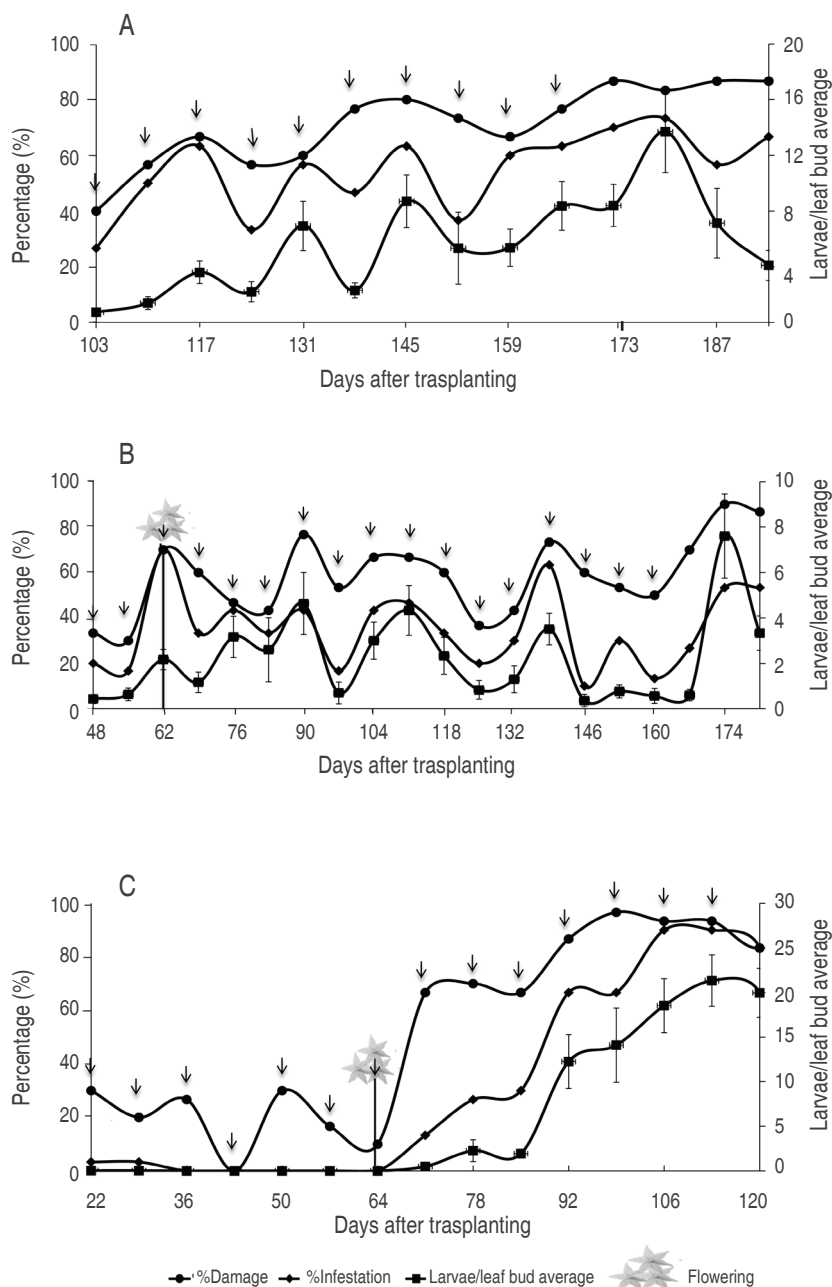 A
100
80
60
40
20
0
Percentage (%)
20
16
12
8
4
0
Larvae/leaf bud average
103 117 131 145 159 173 187
Days after trasplanting
B
100
80
60
40
20
0
Percentage (%)
10
8
6
4
2
0
Larvae/leaf bud average
48 62 76 90 104 118 132 146 160 174
Days after trasplanting
C
100
80
60
40
20
0
Percentage (%)
30
25
20
15
10
5
0
Larvae/leaf bud average
22 36 50 64 78 92 106 120
Days after trasplanting
%Damage %Infestation Larvae/leaf bud average Flowering